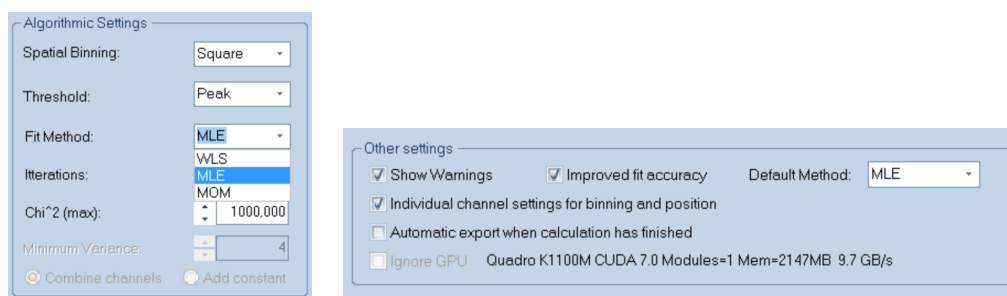 Algorithmic Settings
Spatial Binning: Square
Threshold: Peak
Fit Method: MLE
WLS
Itterations: MLE
MOM
Chi^2 (max): 1000,000
Minimum Variance: 4
Combine channels Add constant
Other settings
Show Warnings Improved fit accuracy Default Method: MLE
Individual channel settings for binning and position
Automatic export when calculation has finished
Ignore GPU Quadro K1100M CUDA 7.0 Modules=1 Mem=2147MB 9.7 GB/s